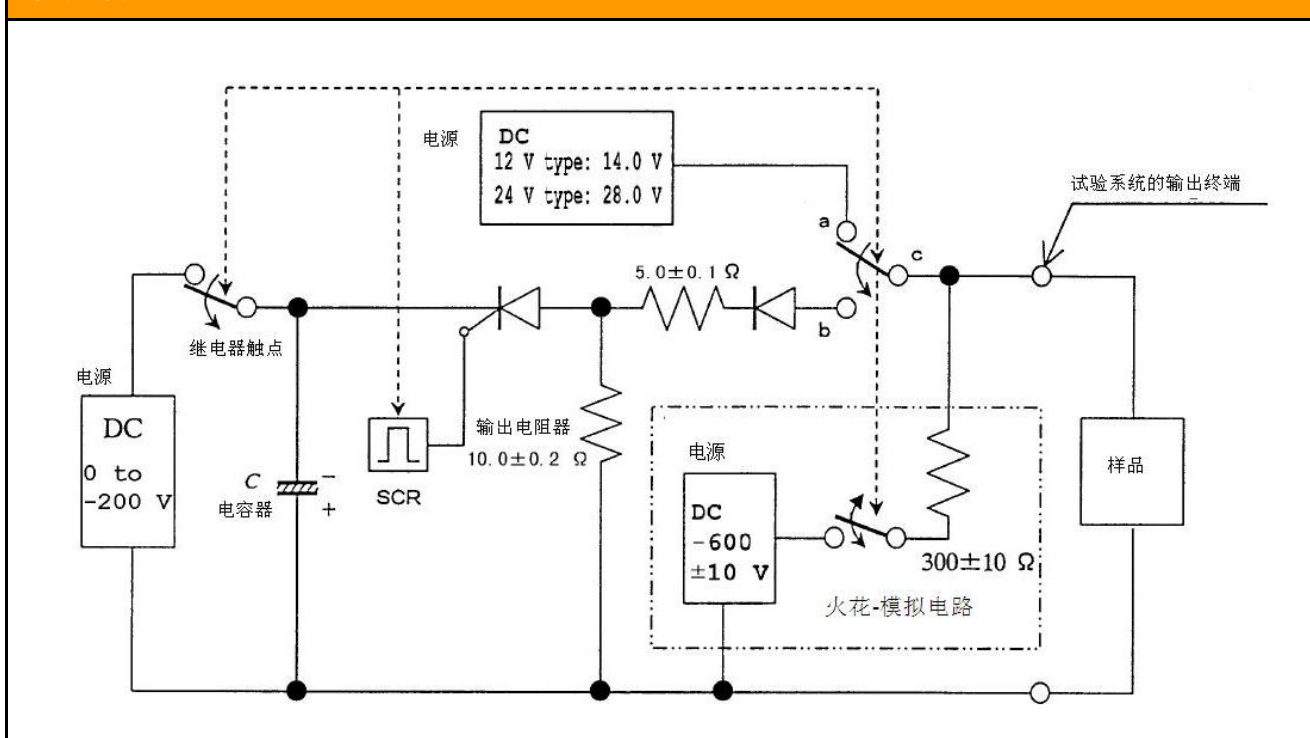 电源
DC
12 V type: 14.0 V
24 V type: 28.0 V
试验系统的输出终端
a
c
5.0±0.1 Ω
b
继电器触点
电源
DC
0 to
-200 V
C
电容器
−
+
SCR
输出电阻器
10.0±0.2 Ω
电源
DC
-600
±10 V
300±10 Ω
火花-模拟电路
样品